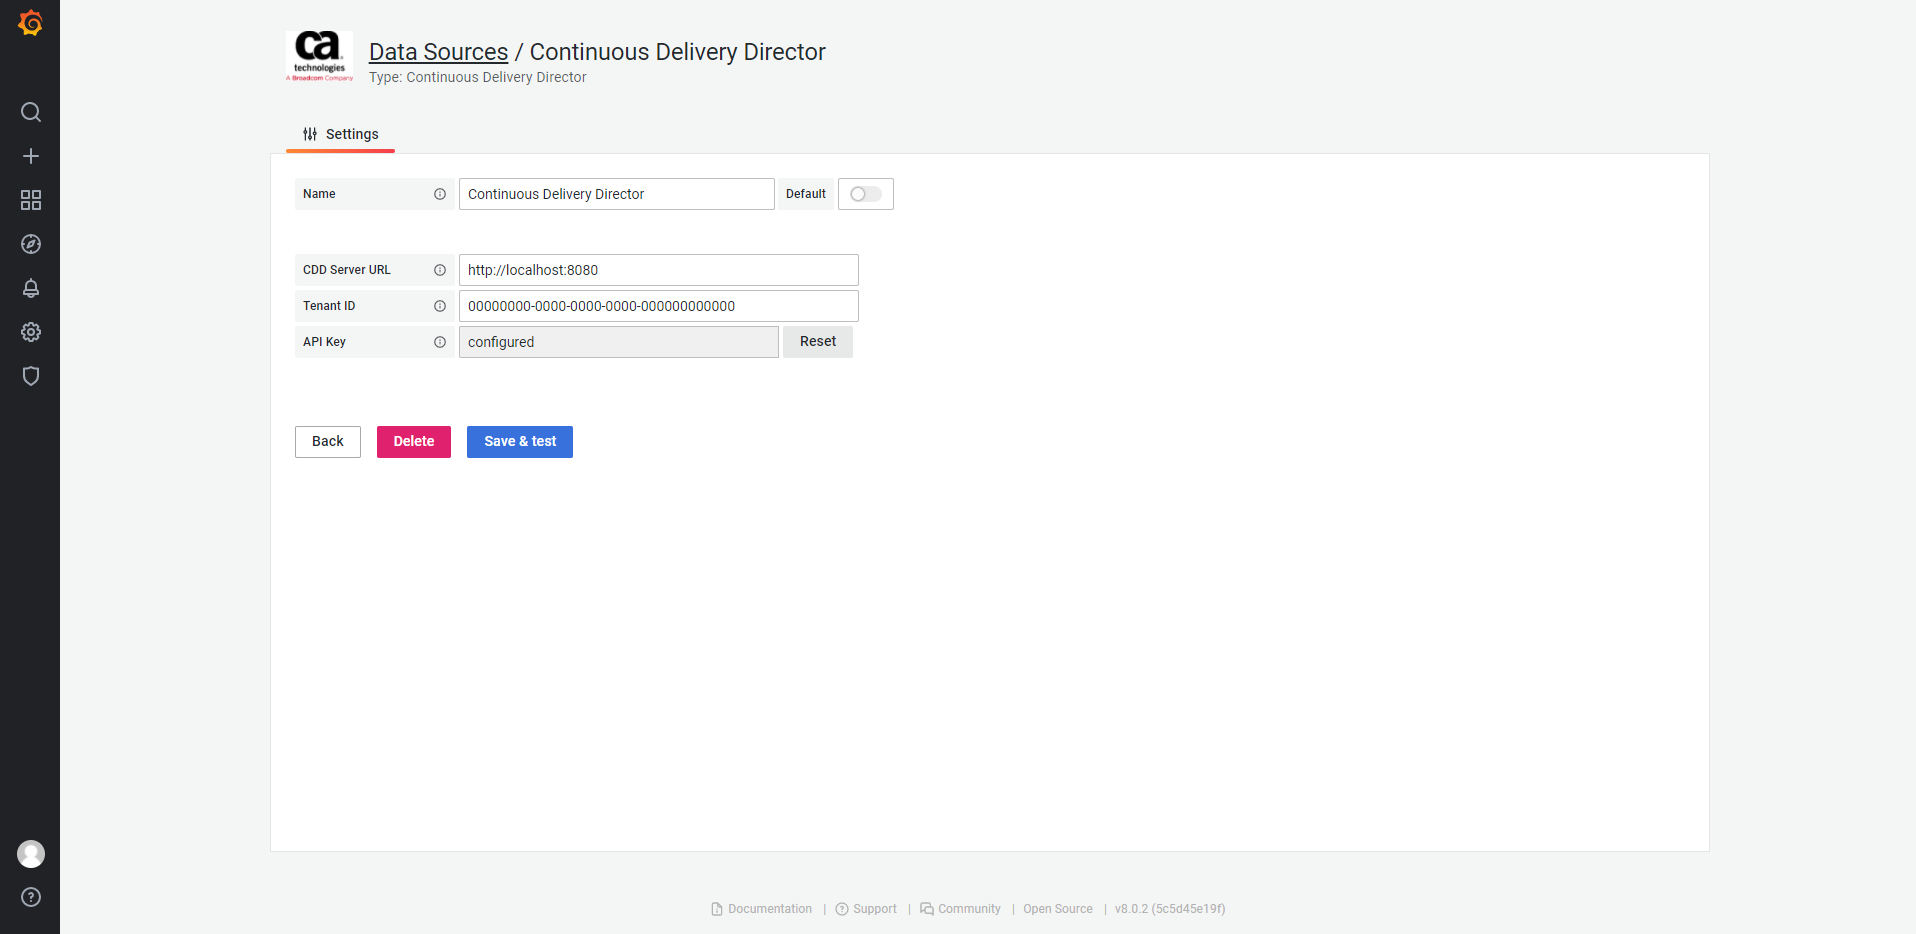 ca
technologies
A Broadcom Company
Data Sources / Continuous Delivery Director
Type: Continuous Delivery Director
Settings
Name
Continuous Delivery Director
Default
CDD Server URL
http://localhost:8080
Tenant ID
00000000-0000-0000-0000-000000000000
API Key
configured
Reset
Back
Delete
Save & test
Documentation | Support | Community | Open Source | v8.0.2 (5c5d45e19f)